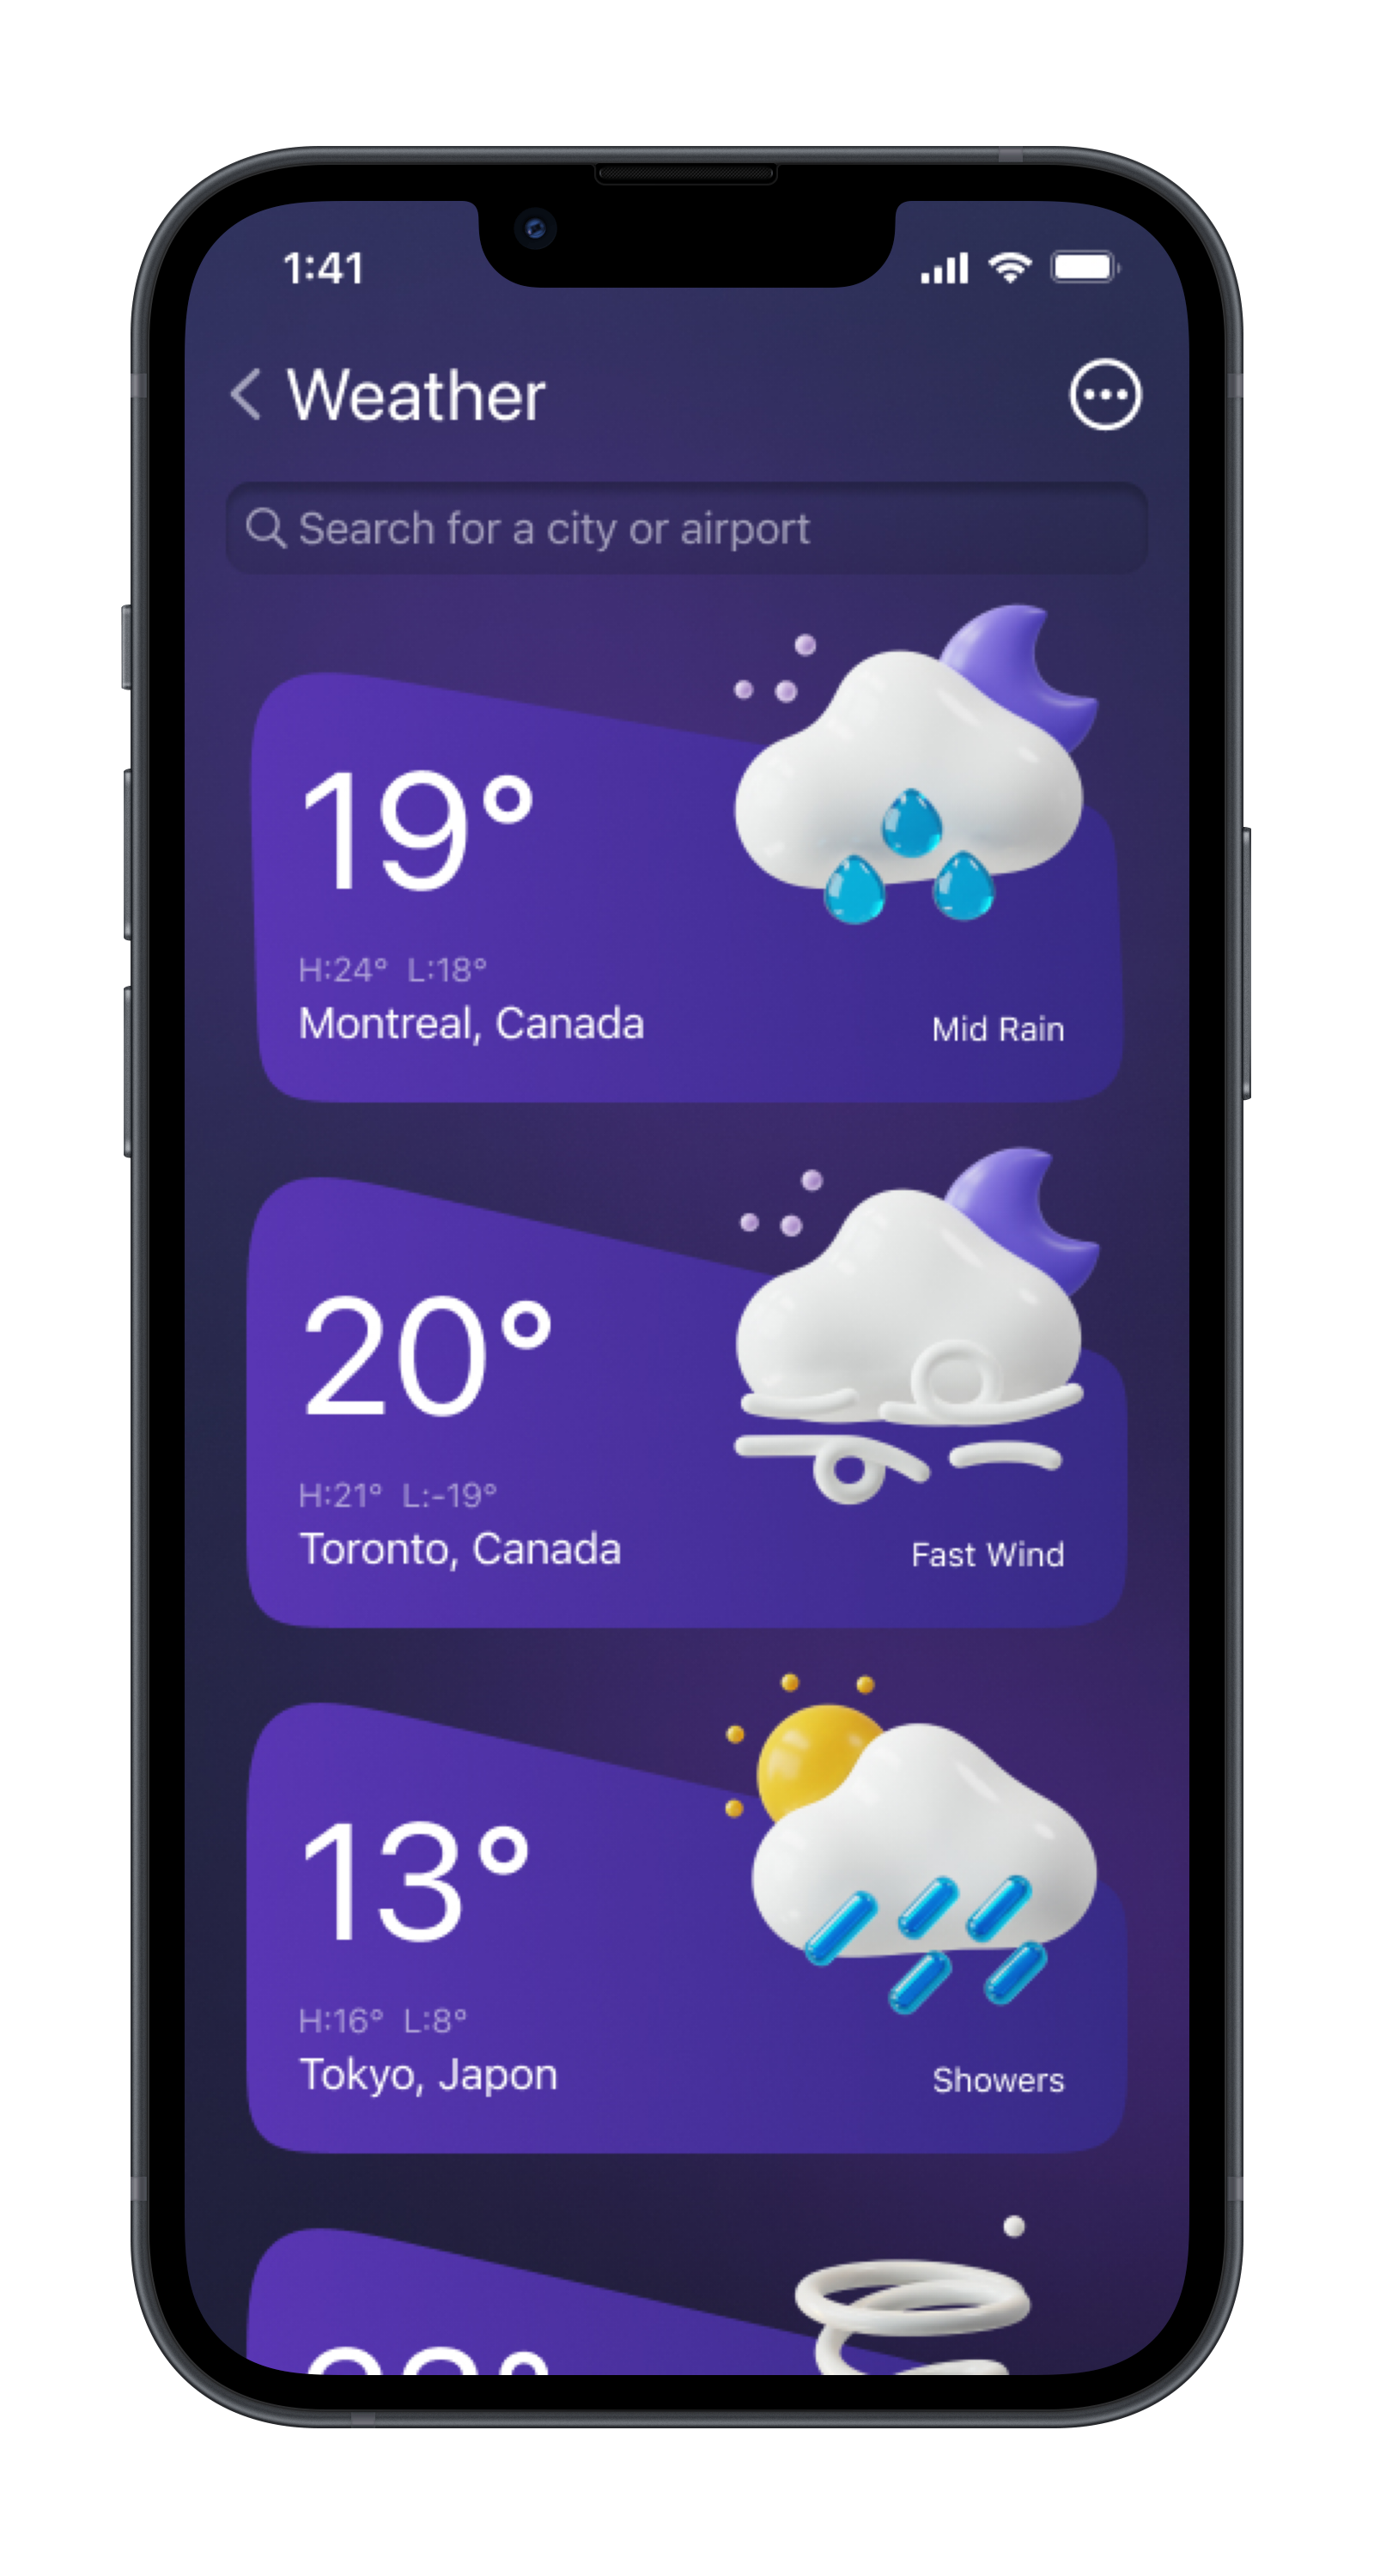 1:41
Weather
Search for a city or airport
19°
H:24° L:18°
Montreal, Canada
Mid Rain
20°
H:21° L:-19°
Toronto, Canada
Fast Wind
13°
H:16° L:8°
Tokyo, Japon
Showers